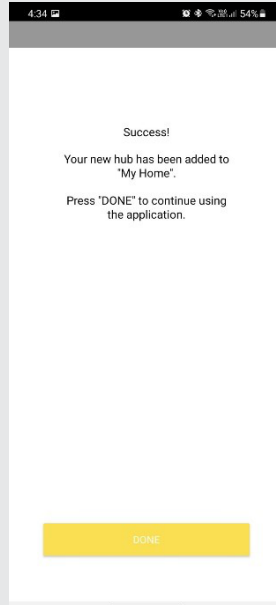 4:34 54%
Success!
Your new hub has been added to
"My Home".
Press "DONE" to continue using
the application.
DONE